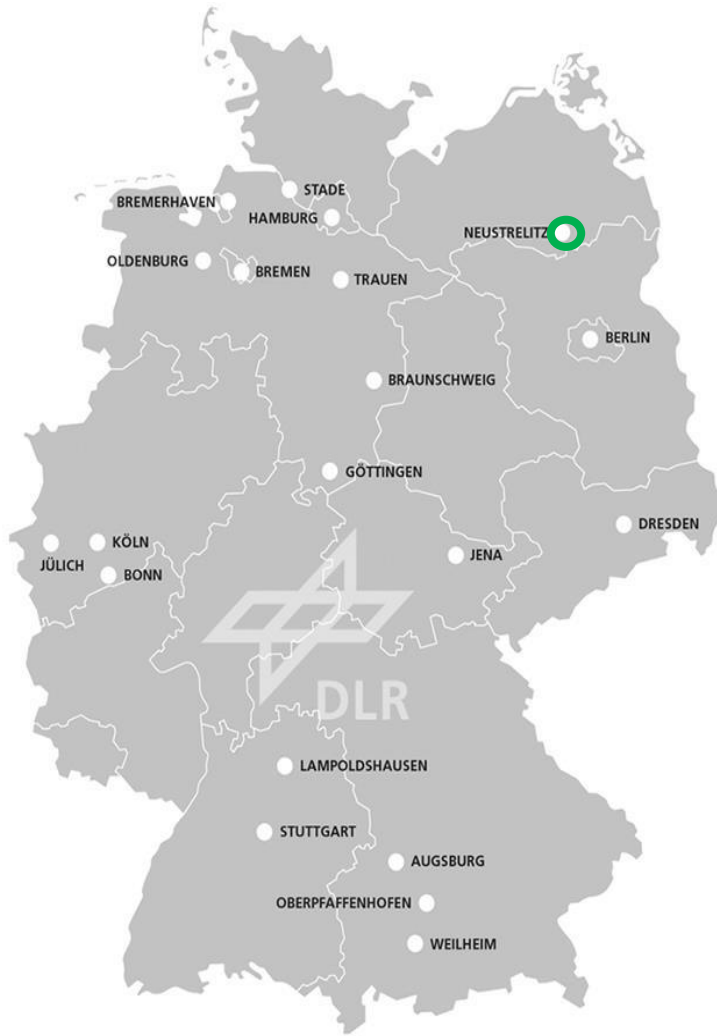 STADE
BREMERHAVEN
HAMBURG
NEUSTRELITZ
OLDENBURG
BREMEN
TRAUEN
BERLIN
BRAUNSCHWEIG
GÖTTINGEN
DRESDEN
KÖLN
JENA
JÜLICH
BONN
DLR
LAMPOLDSHAUSEN
STUTTGART
AUGSBURG
OBERPFAFFENHOFEN
WEILHEIM